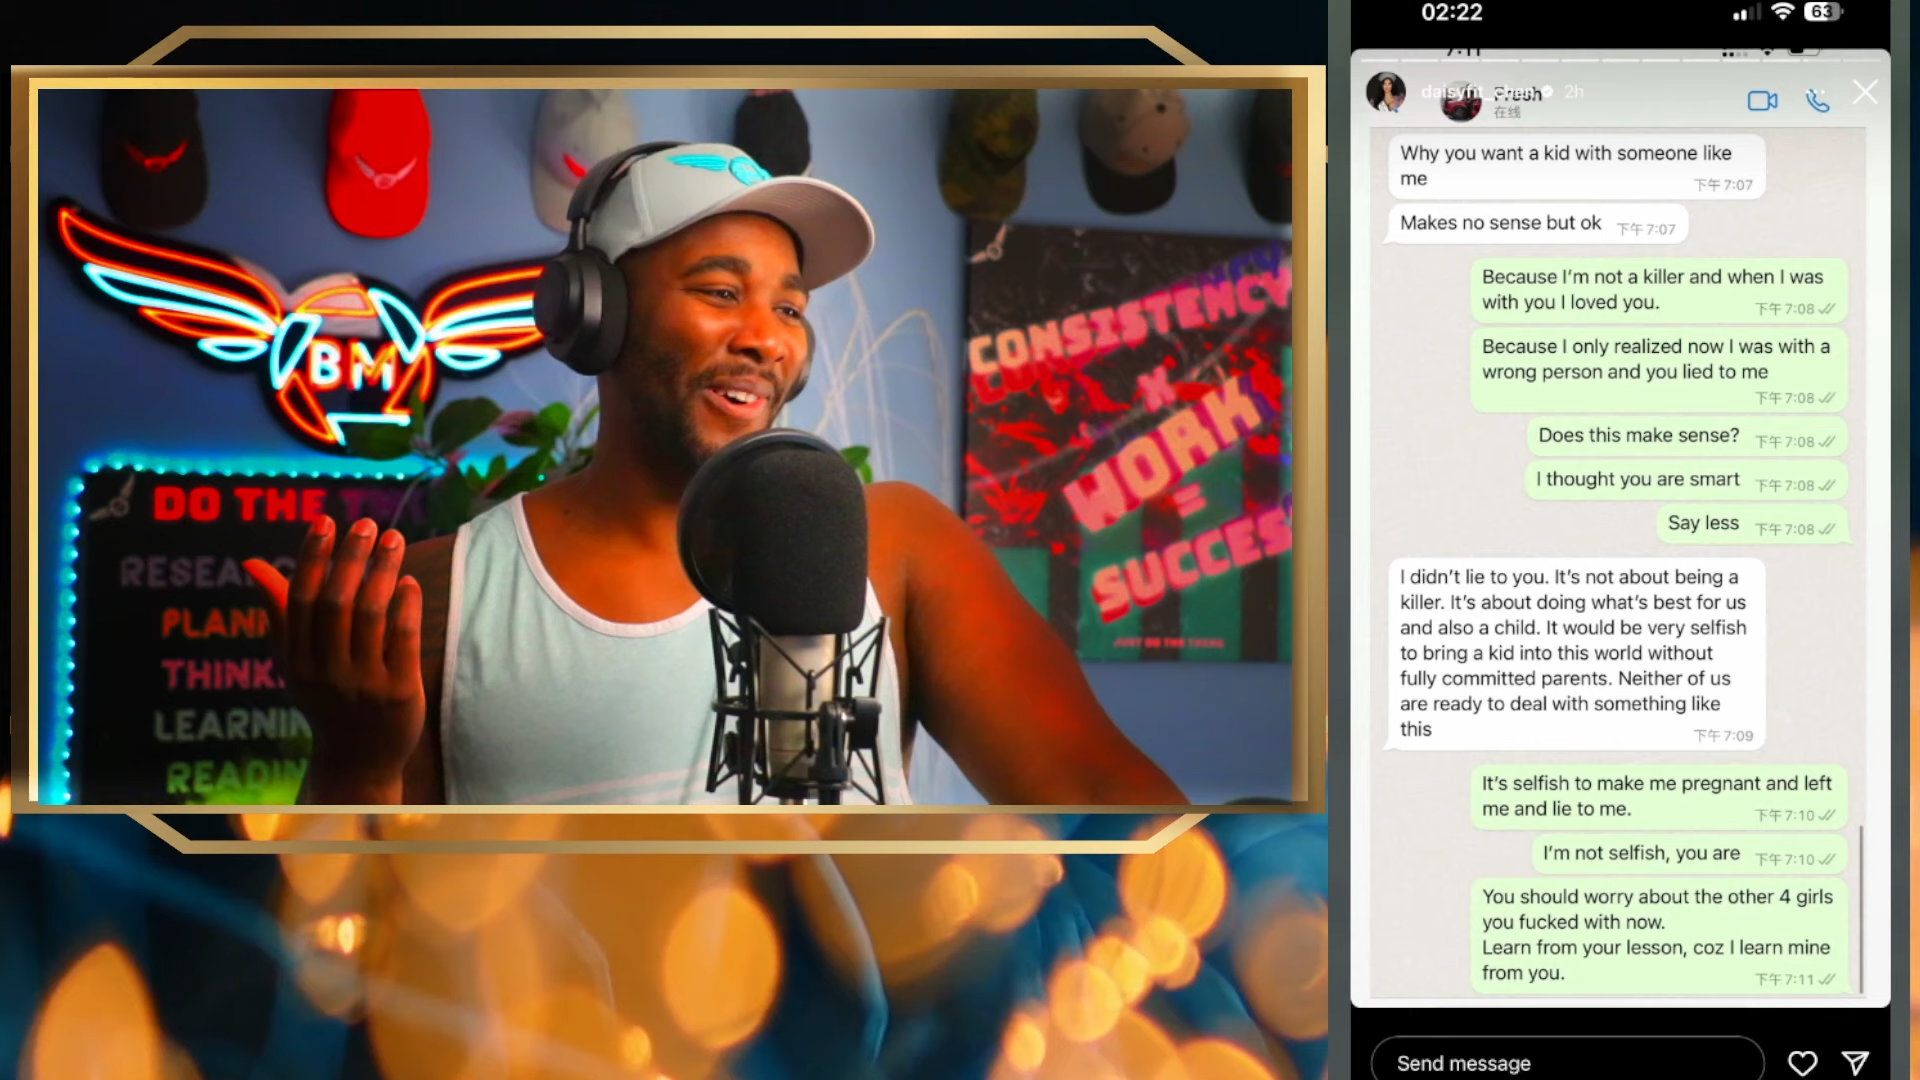 BM
DO THE
PLANN
THINK
LEARNIN
READIN
CONSISTENCY
X
WORK
=
SUCCES
JUST DO THE THING
02:22
63
Fresh
2h
在线
Why you want a kid with someone like
me
下午 7:07
Makes no sense but ok
下午 7:07
Because I'm not a killer and when I was
with you I loved you.
下午 7:08
Because I only realized now I was with a
wrong person and you lied to me
下午 7:08
Does this make sense?
下午 7:08
I thought you are smart
下午 7:08
Say less
下午 7:08
I didn't lie to you. It's not about being a
killer. It's about doing what's best for us
and also a child. It would be very selfish
to bring a kid into this world without
fully committed parents. Neither of us
are ready to deal with something like
this
下午 7:09
It's selfish to make me pregnant and left
me and lie to me.
下午 7:10
I'm not selfish, you are
下午 7:10
You should worry about the other 4 girls
you fucked with now.
Learn from your lesson, coz I learn mine
from you.
下午 7:11
Send message